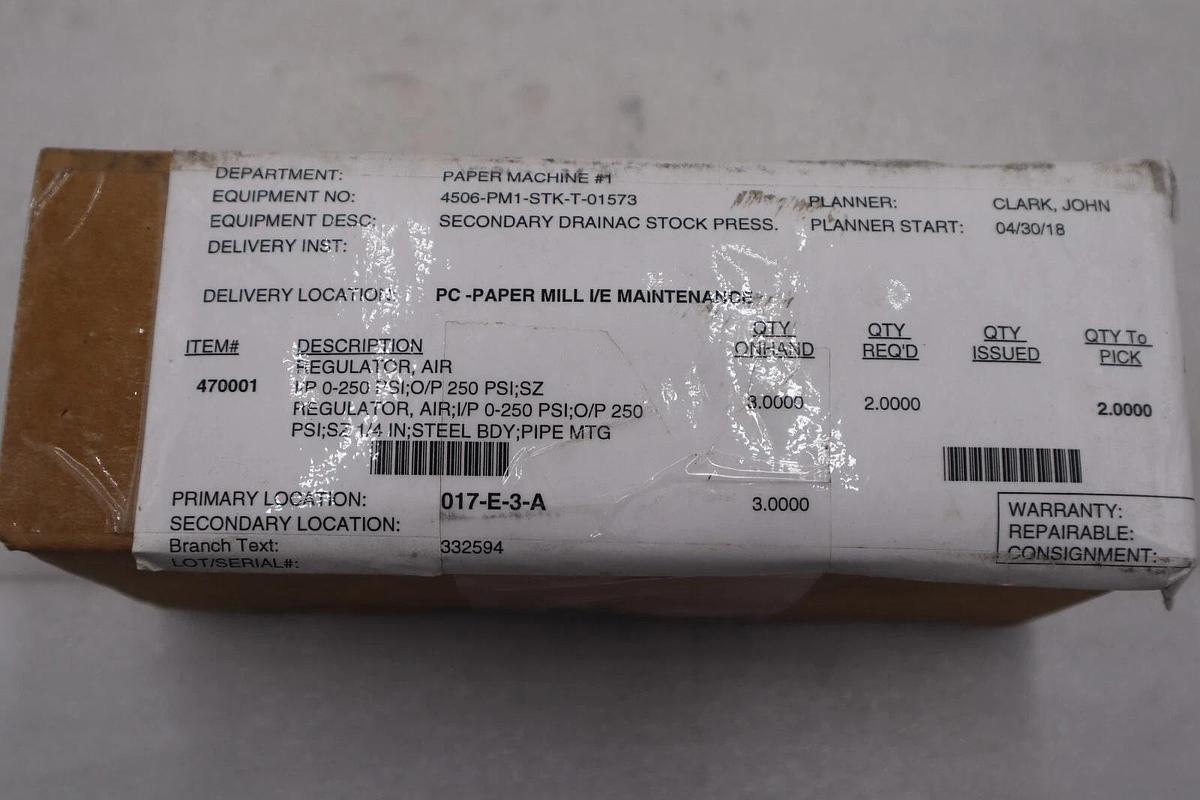 DEPARTMENT: PAPER MACHINE #1
EQUIPMENT NO: 4506-PM1-STK-T-01573 PLANNER: CLARK, JOHN
EQUIPMENT DESC: SECONDARY DRAINAC STOCK PRESS. PLANNER START: 04/30/18
DELIVERY INST:
DELIVERY LOCATION: PC -PAPER MILL I/E MAINTENANCE
ITEM# DESCRIPTION QTY ONHAND QTY REQ'D QTY ISSUED QTY To PICK
REGULATOR, AIR
470001 I/P 0-250 PSI;O/P 250 PSI;SZ
REGULATOR, AIR;I/P 0-250 PSI;O/P 250 3.0000 2.0000 2.0000
PSI;SZ 1/4 IN;STEEL BDY;PIPE MTG
PRIMARY LOCATION: 017-E-3-A 3.0000 WARRANTY:
SECONDARY LOCATION: REPAIRABLE:
Branch Text: 332594 CONSIGNMENT:
LOT/SERIAL#: